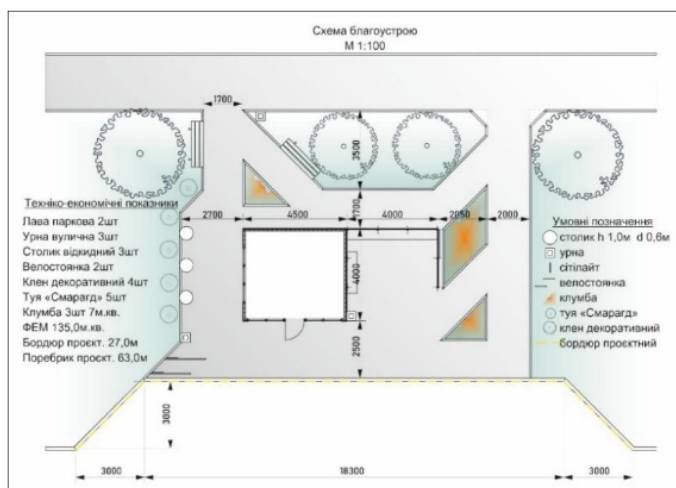 Схема благоустрою
М 1:100
1700
3500
Техніко-економічні показники
Лава паркова 2шт
Урна вулична 3шт
Столик відкидний 3шт
Велостоянка 2шт
Клен декоративний 4шт
Туя «Смарагд» 5шт
Клумба 3шт 7м.кв.
ФЕМ 135,0м.кв.
Бордюр проєкт. 27,0м
Поребрик проєкт. 63,0м
1700
2700
4500
4000
2050
2000
4000
2500
Умовні позначення
столик h 1,0м d 0,6м
урна
сітілайт
велостоянка
клумба
туя «Смарагд»
клен декоративний
бордюр проєктний
3000
3000
18300
3000